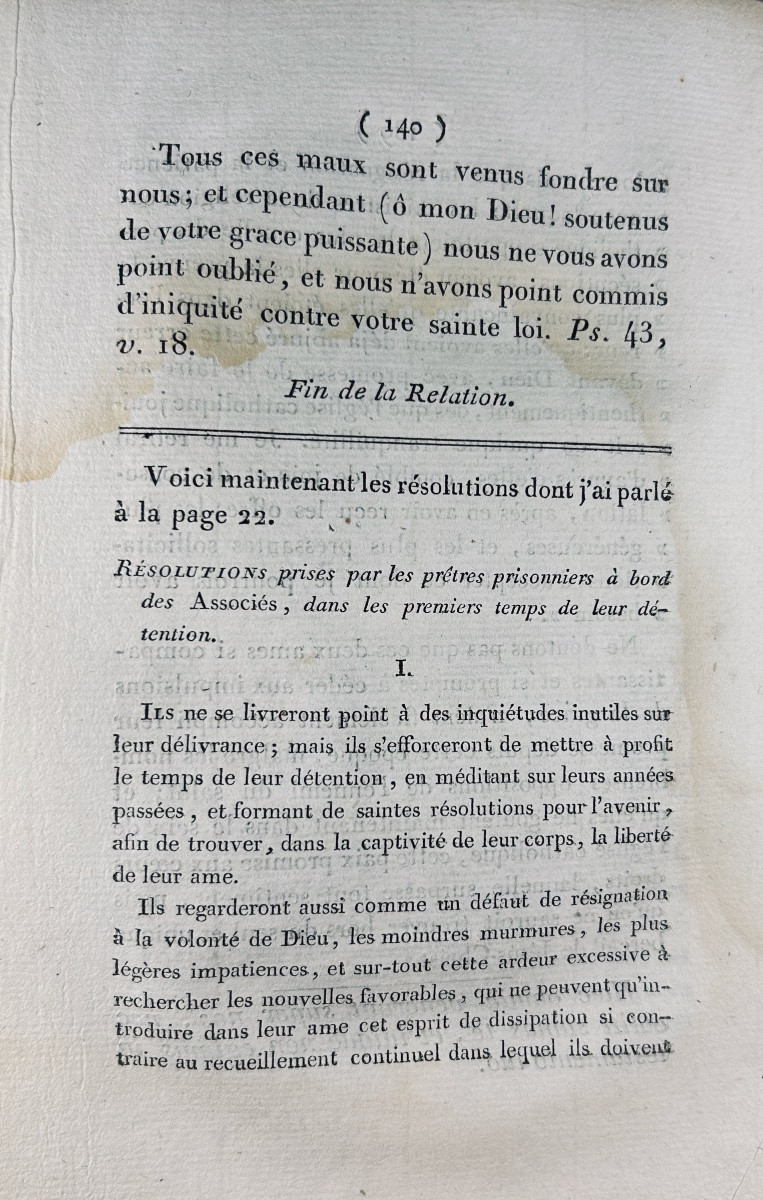 ( 140 )
Tous ces maux sont venus fondre sur
nous; et cependant (ô mon Dieu! soutenus
de votre grace puissante) nous ne vous avons
point oublié, et nous n'avons point commis
d'iniquité contre votre sainte loi. Ps. 43,
v. 18.
Fin de la Relation.
Voici maintenant les résolutions dont j'ai parlé
à la page 22.
RÉSOLUTIONS prises par les prêtres prisonniers à bord
des Associés, dans les premiers temps de leur dé-
tention.
I.
ILS ne se livreront point à des inquiétudes inutiles sur
leur délivrance; mais ils s'efforceront de mettre à profit
le temps de leur détention, en méditant sur leurs années
passées, et formant de saintes résolutions pour l'avenir,
afin de trouver, dans la captivité de leur corps, la liberté
de leur ame.
Ils regarderont aussi comme un défaut de résignation
à la volonté de Dieu, les moindres murmures, les plus
légères impatiences, et sur-tout cette ardeur excessive à
rechercher les nouvelles favorables, qui ne peuvent qu'in-
troduire dans leur ame cet esprit de dissipation si con-
traire au recueillement continuel dans lequel ils doivent